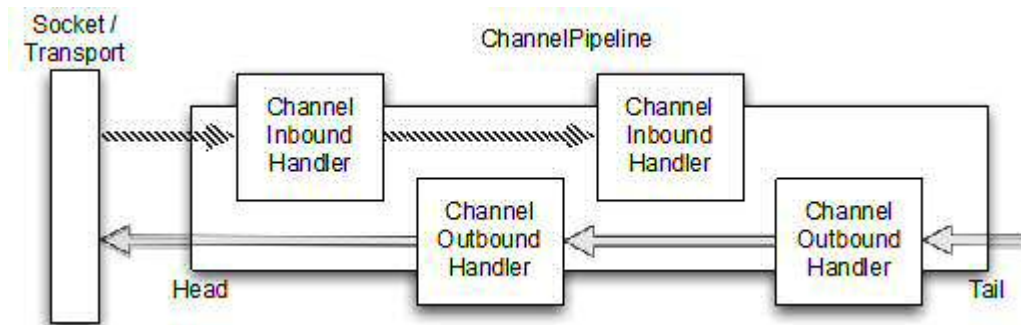 Socket /
Transport
ChannelPipeline
Channel
Inbound
Handler
Channel
Inbound
Handler
Channel
Outbound
Handler
Channel
Outbound
Handler
Head
Tail